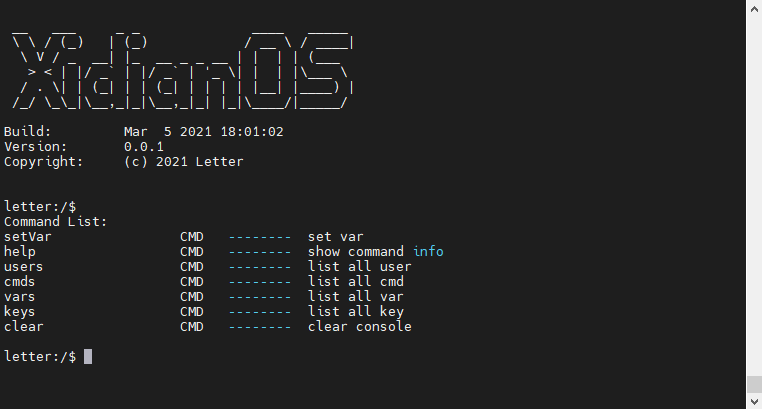 XidianOS
Build: Mar 5 2021 18:01:02
Version: 0.0.1
Copyright: (c) 2021 Letter
letter:/$
Command List:
setVar CMD -------- set var
help CMD -------- show command info
users CMD -------- list all user
cmds CMD -------- list all cmd
vars CMD -------- list all var
keys CMD -------- list all key
clear CMD -------- clear console
letter:/$